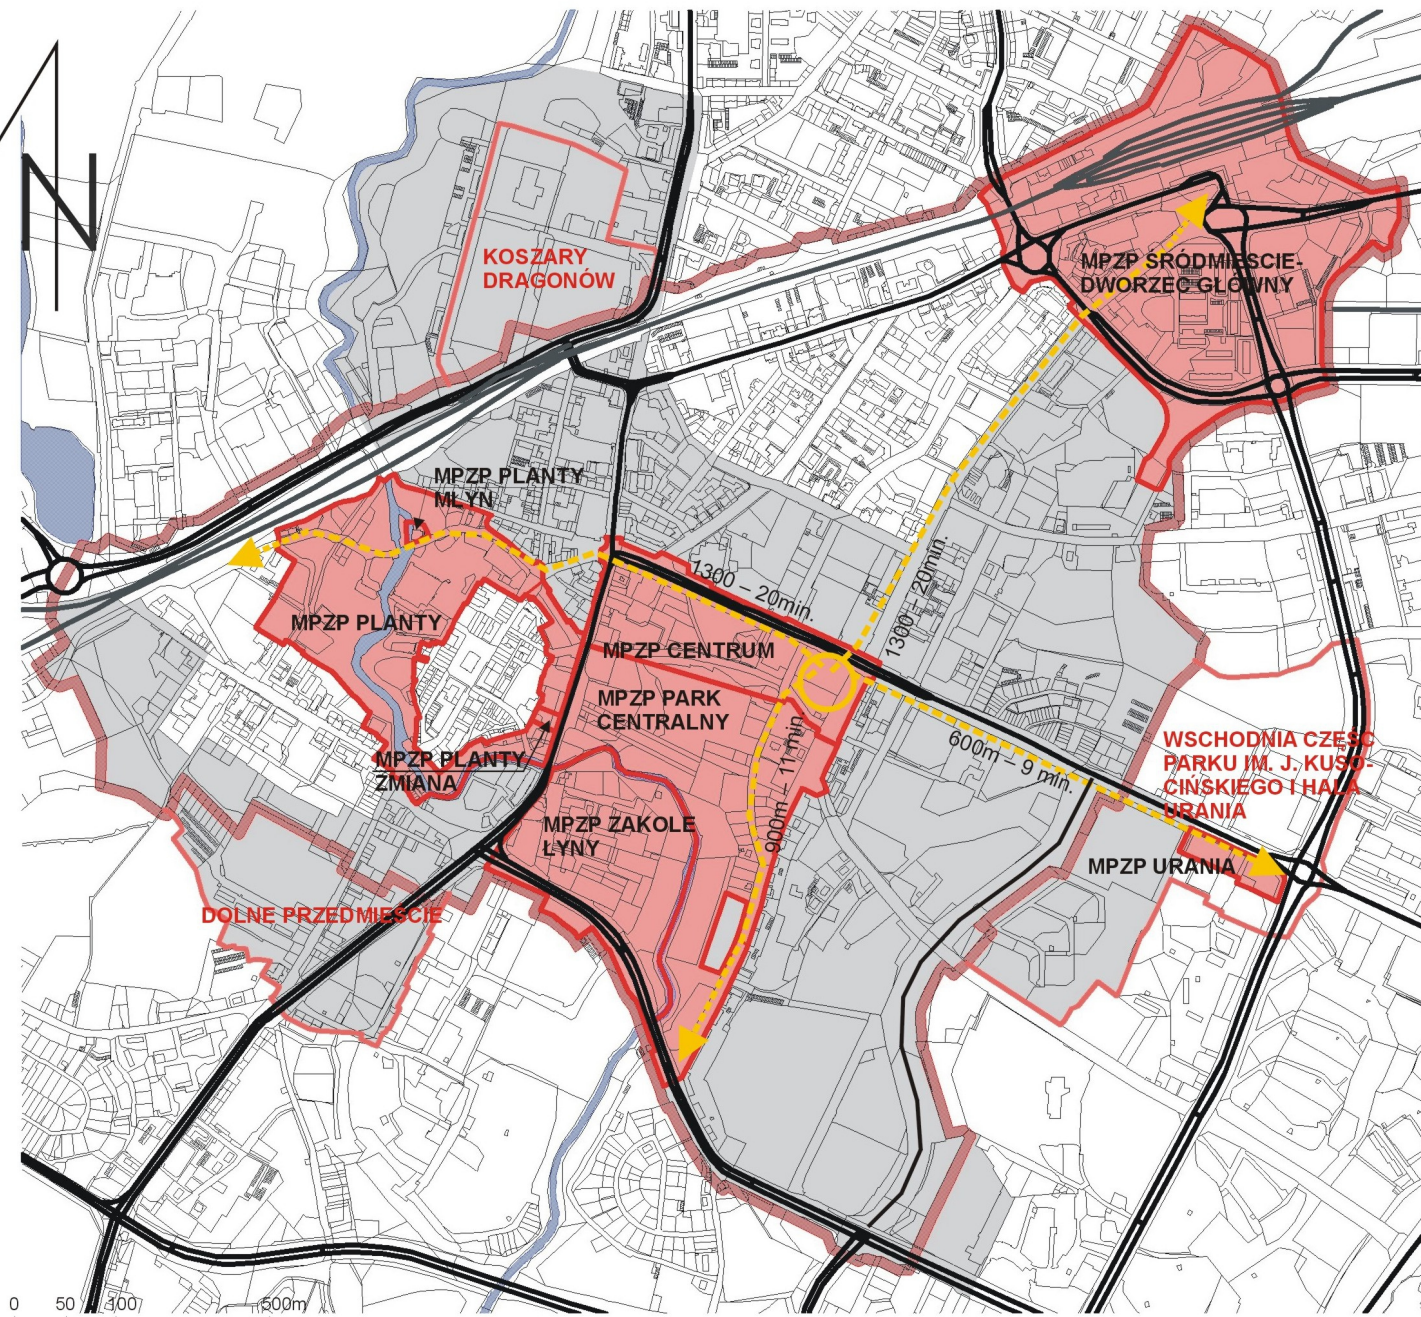 N
KOSZARY
DRAGONÓW
MPZP ŚRÓDMIEŚCIE-
DWORZEC GŁÓWNY
MPZP PLANTY
MŁYN
1300 – 20min.
1300 – 20min.
MPZP PLANTY
MPZP CENTRUM
MPZP PARK
CENTRALNY
MPZP PLANTY
ZMIANA
900m – 11 min.
600m – 9 min.
WSCHODNIA CZĘŚĆ
PARKU IM. J. KUSO-
CIŃSKIEGO I HALA
URANIA
MPZP ZAKOLE
ŁYNY
MPZP URANIA
DOLNE PRZEDMIEŚCIE
0 50 100 500m